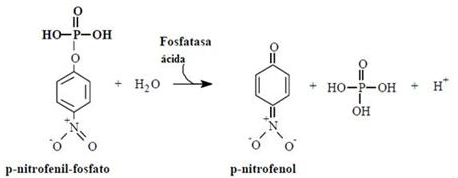 O
HO-P-OH
O
N+
-O O
p-nitrofenil-fosfato
+ H2O
Fosfatasa
ácida
O
N+
-O O-
p-nitrofenol
+
O
HO-P-OH
OH
+ H+